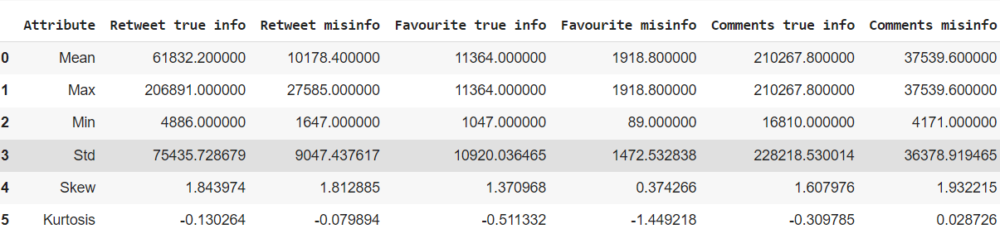 Attribute Retweet true info Retweet misinfo Favourite true info Favourite misinfo Comments true info Comments misinfo
0 Mean 61832.200000 10178.400000 11364.000000 1918.800000 210267.800000 37539.600000
1 Max 206891.000000 27585.000000 11364.000000 1918.800000 210267.800000 37539.600000
2 Min 4886.000000 1647.000000 1047.000000 89.000000 16810.000000 4171.000000
3 Std 75435.728679 9047.437617 10920.036465 1472.532838 228218.530014 36378.919465
4 Skew 1.843974 1.812885 1.370968 0.374266 1.607976 1.932215
5 Kurtosis -0.130264 -0.079894 -0.511332 -1.449218 -0.309785 0.028726